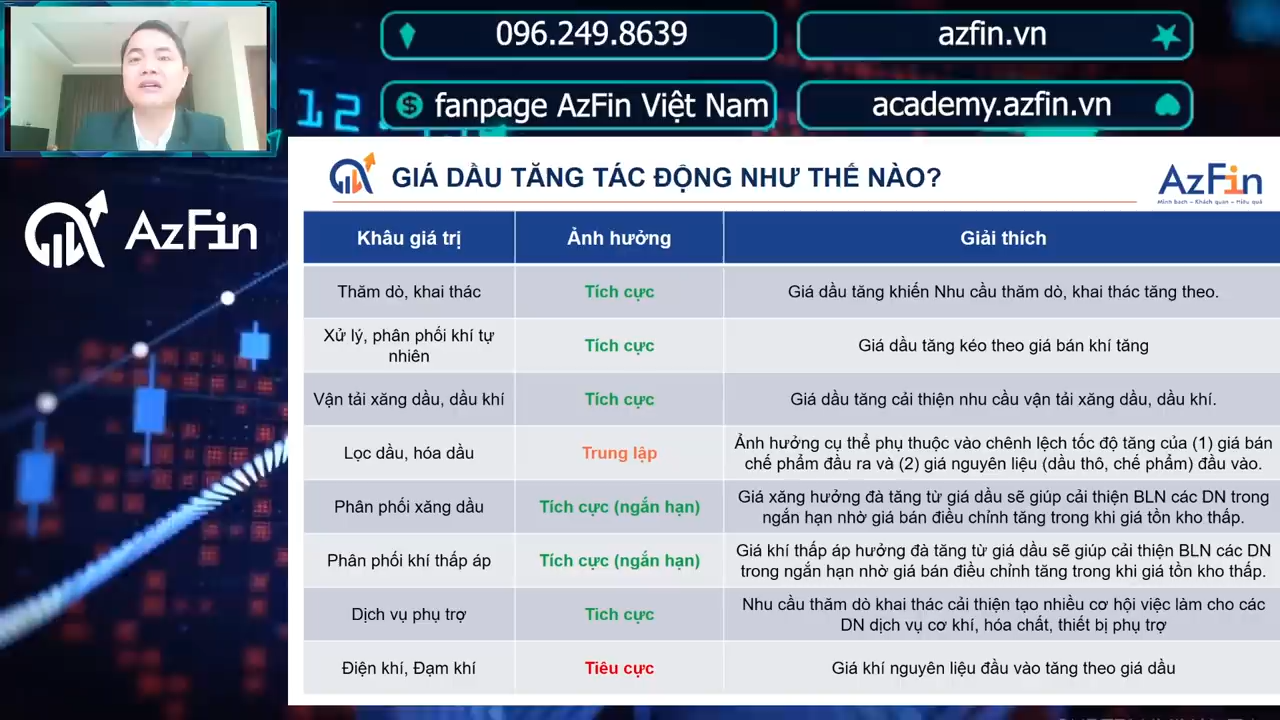 096.249.8639
azfin.vn
fanpage AzFin Việt Nam
academy.azfin.vn
AzFin
GIÁ DẦU TĂNG TÁC ĐỘNG NHƯ THẾ NÀO?
AzFin
Minh bạch – Khách quan – Hiệu quả
Khâu giá trị
Ảnh hưởng
Giải thích
Thăm dò, khai thác
Tích cực
Giá dầu tăng khiến Nhu cầu thăm dò, khai thác tăng theo.
Xử lý, phân phối khí tự
nhiên
Tích cực
Giá dầu tăng kéo theo giá bán khí tăng
Vận tải xăng dầu, dầu khí
Tích cực
Giá dầu tăng cải thiện nhu cầu vận tải xăng dầu, dầu khí.
Lọc dầu, hóa dầu
Trung lập
Ảnh hưởng cụ thể phụ thuộc vào chênh lệch tốc độ tăng của (1) giá bán
chế phẩm đầu ra và (2) giá nguyên liệu (dầu thô, chế phẩm) đầu vào.
Phân phối xăng dầu
Tích cực (ngắn hạn)
Giá xăng hưởng đà tăng từ giá dầu sẽ giúp cải thiện BLN các DN trong
ngắn hạn nhờ giá bán điều chỉnh tăng trong khi giá tồn kho thấp.
Phân phối khí thấp áp
Tích cực (ngắn hạn)
Giá khí thấp áp hưởng đà tăng từ giá dầu sẽ giúp cải thiện BLN các DN
trong ngắn hạn nhờ giá bán điều chỉnh tăng trong khi giá tồn kho thấp.
Dịch vụ phụ trợ
Tích cực
Nhu cầu thăm dò khai thác cải thiện tạo nhiều cơ hội việc làm cho các
DN dịch vụ cơ khí, hóa chất, thiết bị phụ trợ
Điện khí, Đạm khí
Tiêu cực
Giá khí nguyên liệu đầu vào tăng theo giá dầu